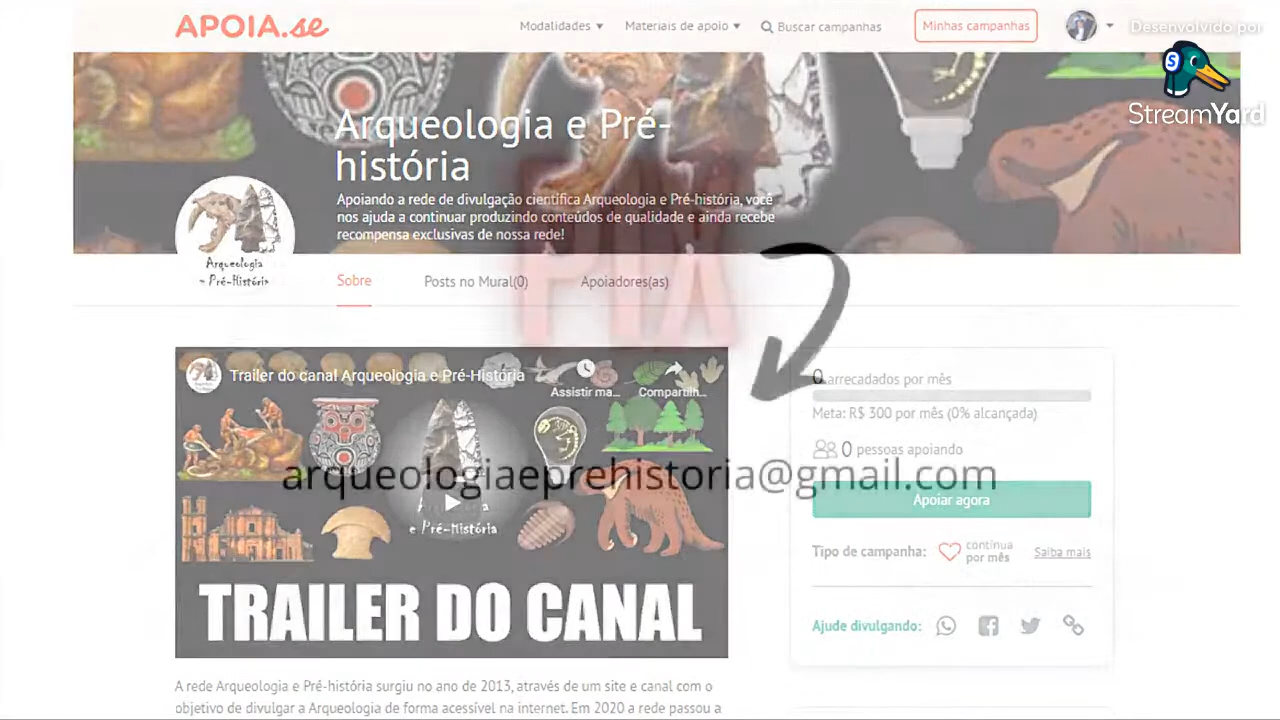 APOIA.se
Modalidades
Materiais de apoio
Buscar campanhas
Minhas campanhas
Desenvolvido por
S
StreamYard
Arqueologia e Pré-
história
Apoiando a rede de divulgação científica Arqueologia e Pré-história, você
nos ajuda a continuar produzindo conteúdos de qualidade e ainda recebe
recompensa exclusivas de nossa rede!
Arqueologia
e Pré-História
Sobre
Posts no Mural(0)
Apoiadores(as)
PIX
Trailer do canal Arqueologia e Pré-História
Assistir ma...
Compartilh...
e Pré-História
TRAILER DO CANAL
arqueologiaeprehistoria@gmail.com
0 arrecadados por mês
Meta: R$ 300 por mês (0% alcançada)
0 pessoas apoiando
Apoiar agora
Tipo de campanha:
contínua
por mês
Saiba mais
Ajude divulgando:
A rede Arqueologia e Pré-história surgiu no ano de 2013, através de um site e canal com o
objetivo de divulgar a Arqueologia de forma acessível na internet. Em 2020 a rede passou a